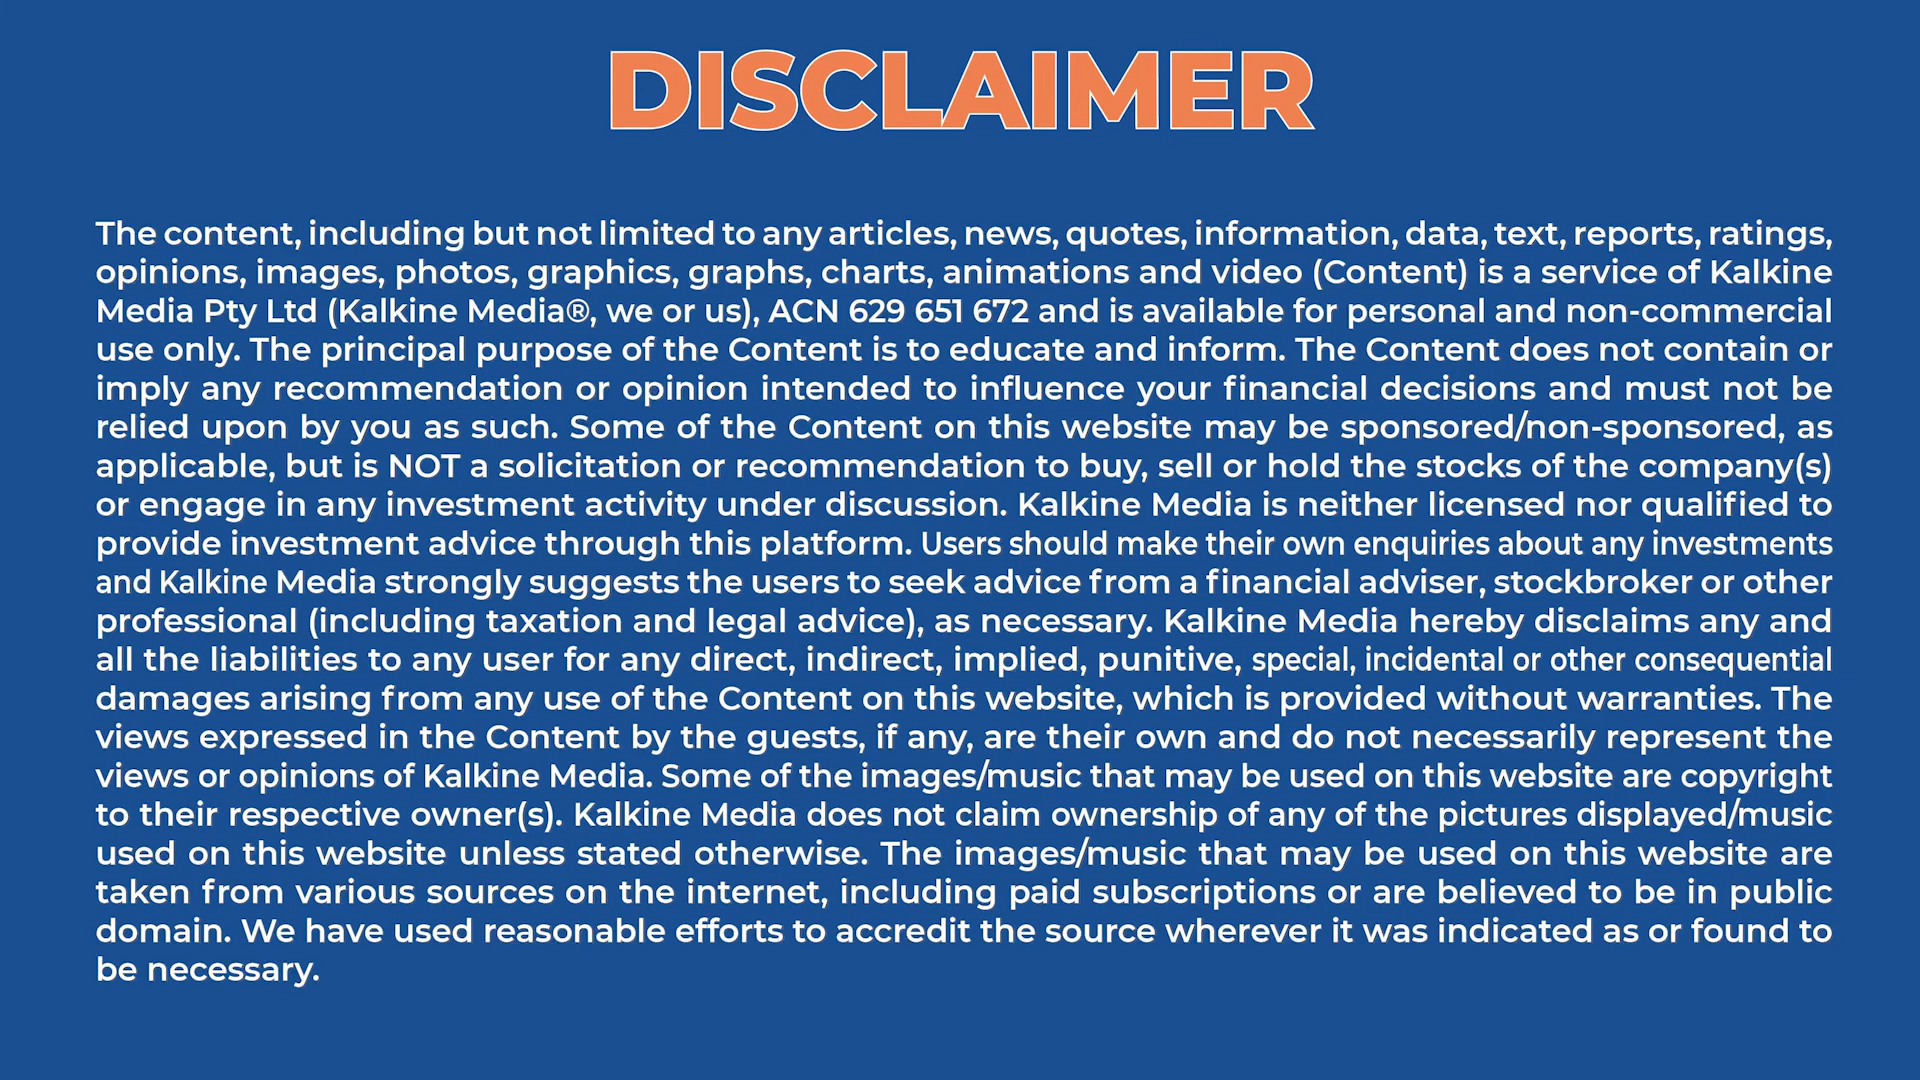 DISCLAIMER
The content, including but not limited to any articles, news, quotes, information, data, text, reports, ratings,
opinions, images, photos, graphics, graphs, charts, animations and video (Content) is a service of Kalkine
Media Pty Ltd (Kalkine Media®, we or us), ACN 629 651 672 and is available for personal and non-commercial
use only. The principal purpose of the Content is to educate and inform. The Content does not contain or
imply any recommendation or opinion intended to influence your financial decisions and must not be
relied upon by you as such. Some of the Content on this website may be sponsored/non-sponsored, as
applicable, but is NOT a solicitation or recommendation to buy, sell or hold the stocks of the company(s)
or engage in any investment activity under discussion. Kalkine Media is neither licensed nor qualified to
provide investment advice through this platform. Users should make their own enquiries about any investments
and Kalkine Media strongly suggests the users to seek advice from a financial adviser, stockbroker or other
professional (including taxation and legal advice), as necessary. Kalkine Media hereby disclaims any and
all the liabilities to any user for any direct, indirect, implied, punitive, special, incidental or other consequential
damages arising from any use of the Content on this website, which is provided without warranties. The
views expressed in the Content by the guests, if any, are their own and do not necessarily represent the
views or opinions of Kalkine Media. Some of the images/music that may be used on this website are copyright
to their respective owner(s). Kalkine Media does not claim ownership of any of the pictures displayed/music
used on this website unless stated otherwise. The images/music that may be used on this website are
taken from various sources on the internet, including paid subscriptions or are believed to be in public
domain. We have used reasonable efforts to accredit the source wherever it was indicated as or found to
be necessary.